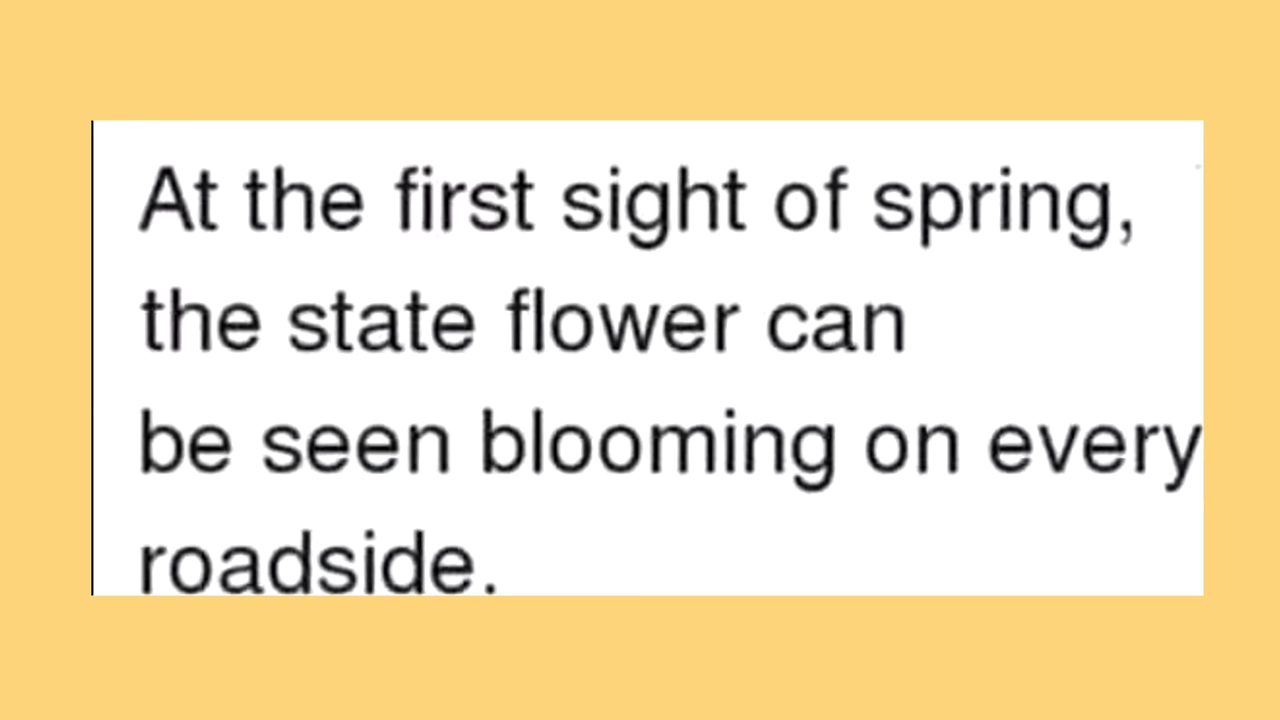 At the first sight of spring,
the state flower can
be seen blooming on every
roadside.